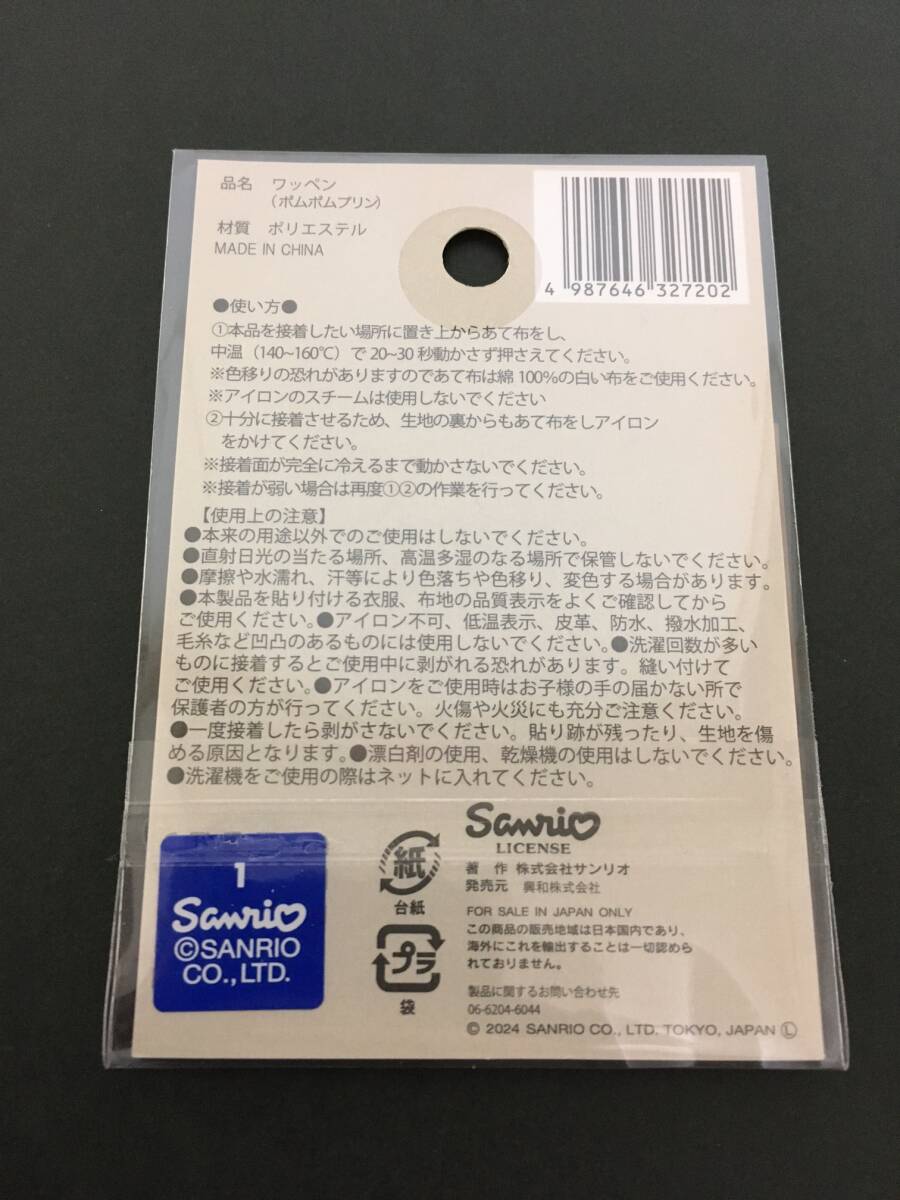 品名 ワッペン
(ポムポムプリン)
材質 ポリエステル
MADE IN CHINA
4 987646 327202
●使い方●
①本品を接着したい場所に置き上からあて布をし、
中温（140~160℃）で 20~30 秒動かさず押さえてください。
※色移りの恐れがありますのであて布は綿 100%の白い布をご使用ください。
※アイロンのスチームは使用しないでください
②十分に接着させるため、生地の裏からもあて布をしアイロン
をかけてください。
※接着面が完全に冷えるまで動かさないでください。
※接着が弱い場合は再度①②の作業を行ってください。
【使用上の注意】
●本来の用途以外でのご使用はしないでください。
●直射日光の当たる場所、高温多湿のなる場所で保管しないでください。
●摩擦や水濡れ、汗等により色落ちや色移り、変色する場合があります。
●本製品を貼り付ける衣服、布地の品質表示をよくご確認してから
ご使用ください。●アイロン不可、低温表示、皮革、防水、撥水加工、
毛糸など凹凸のあるものには使用しないでください。●洗濯回数が多い
ものに接着するとご使用中に剥がれる恐れがあります。縫い付けて
ご使用ください。●アイロンをご使用時はお子様の手の届かない所で
保護者の方が行ってください。火傷や火災にも充分ご注意ください。
●一度接着したら剥がさないでください。貼り跡が残ったり、生地を傷
める原因となります。●漂白剤の使用、乾燥機の使用はしないでください。
●洗濯機をご使用の際はネットに入れてください。
1
Sanrio
©SANRIO
CO.,LTD.
紙
台紙
プラ
袋
Sanrio
LICENSE
著 作 株式会社サンリオ
発売元 興和株式会社
FOR SALE IN JAPAN ONLY
この商品の販売地域は日本国内であり、
海外にこれを輸出することは一切認めら
れておりません。
製品に関するお問い合わせ先
06-6204-6044
© 2024 SANRIO CO., LTD. TOKYO, JAPAN Ⓛ